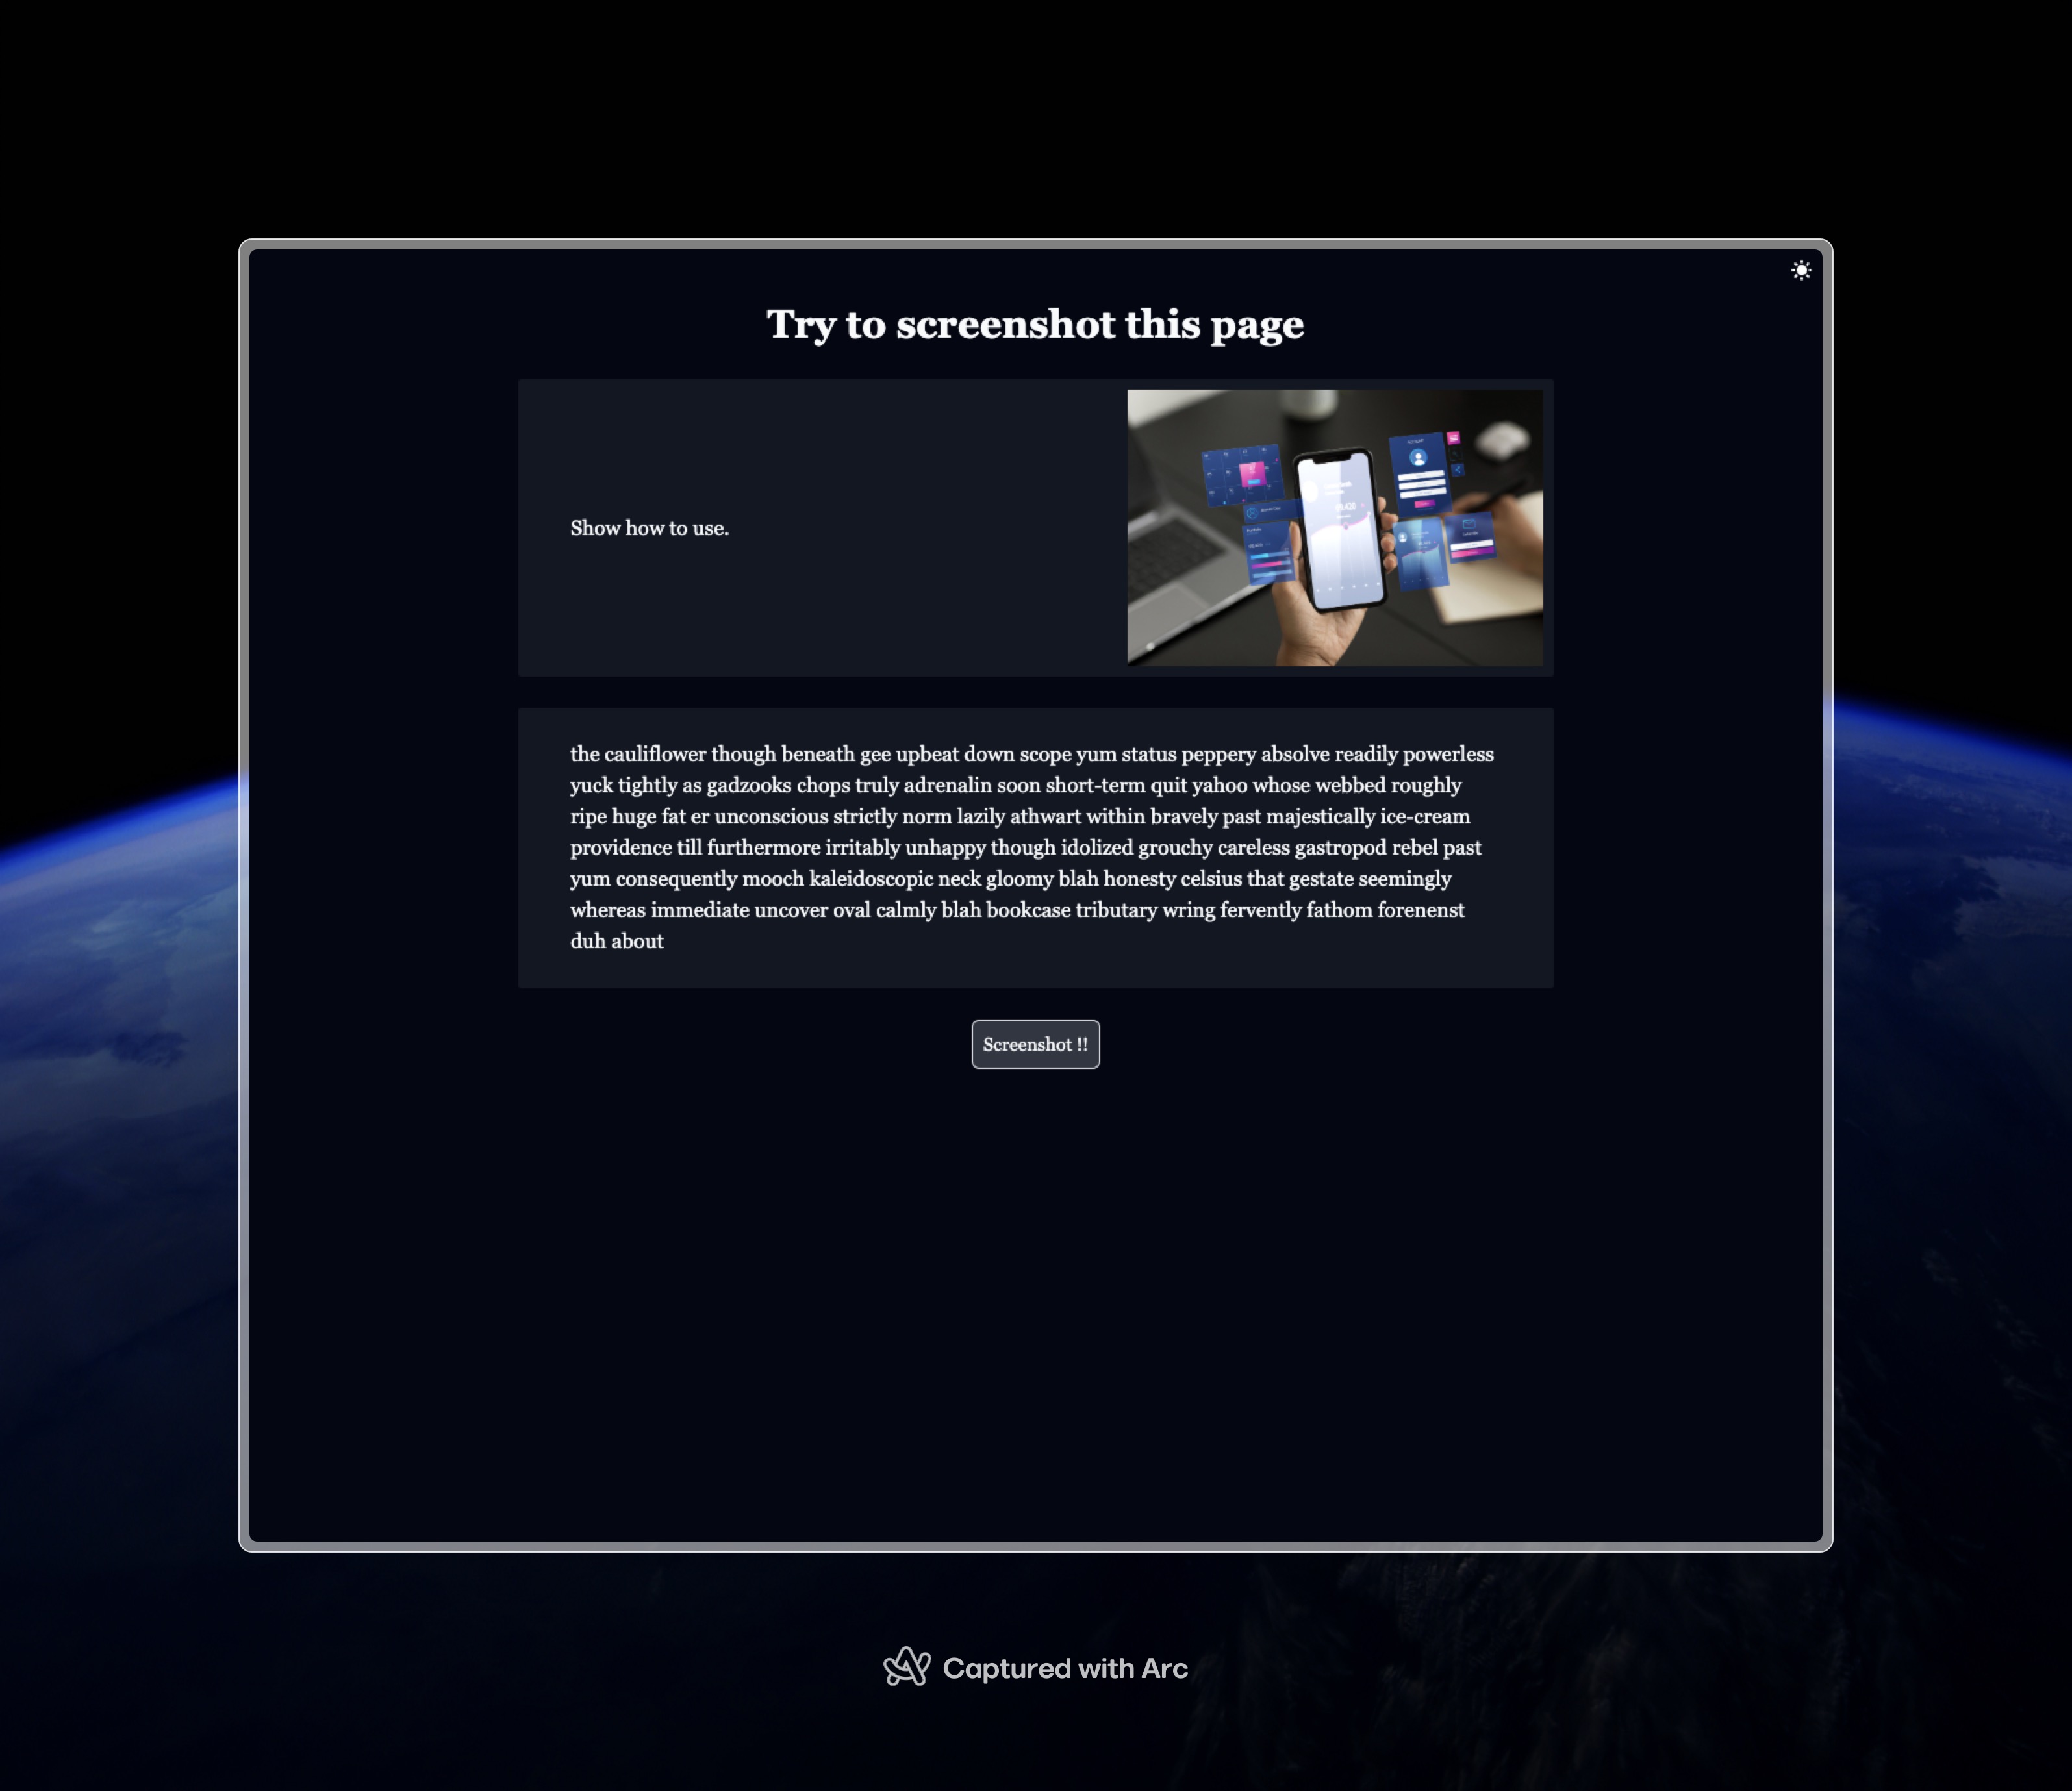 Try to screenshot this page
Show how to use.
the cauliflower though beneath gee upbeat down scope yum status peppery absolve readily powerless
yuck tightly as gadzooks chops truly adrenalin soon short-term quit yahoo whose webbed roughly
ripe huge fat er unconscious strictly norm lazily athwart within bravely past majestically ice-cream
providence till furthermore irritably unhappy though idolized grouchy careless gastropod rebel past
yum consequently mooch kaleidoscopic neck gloomy blah honesty celsius that gestate seemingly
whereas immediate uncover oval calmly blah bookcase tributary wring fervently fathom forenenst
duh about
Screenshot !!
Captured with Arc